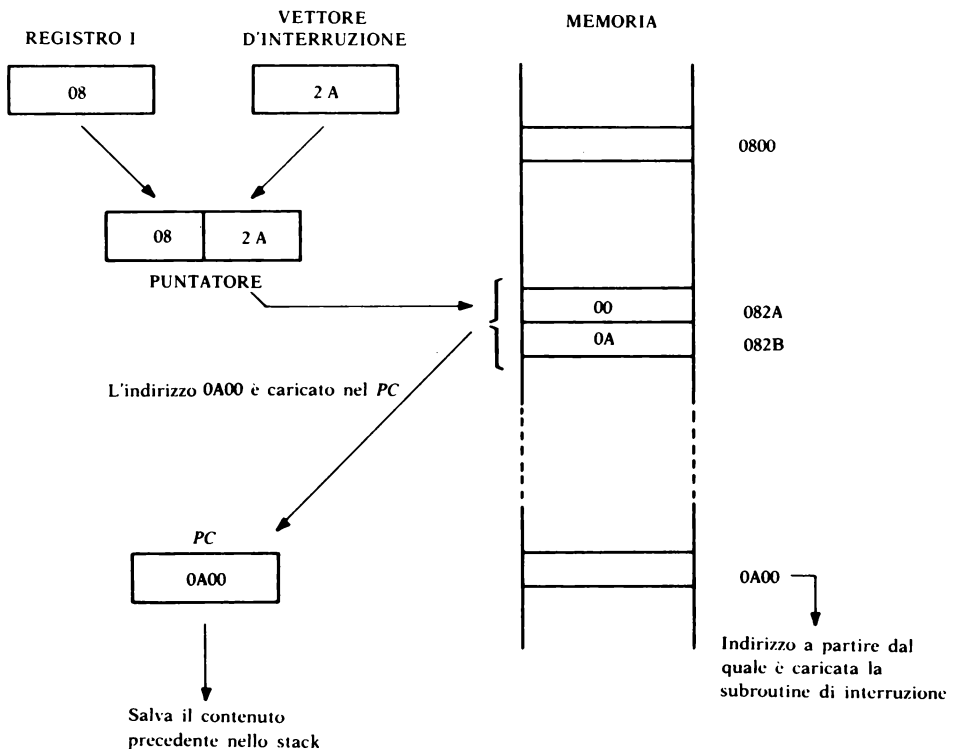 REGISTRO I
VETTORE
D'INTERRUZIONE
MEMORIA
08
2 A
0800
08
2 A
PUNTATORE
00
082A
0A
082B
L'indirizzo 0A00 è caricato nel PC
PC
0A00
0A00
Indirizzo a partire dal
quale è caricata la
subroutine di interruzione
Salva il contenuto
precedente nello stack